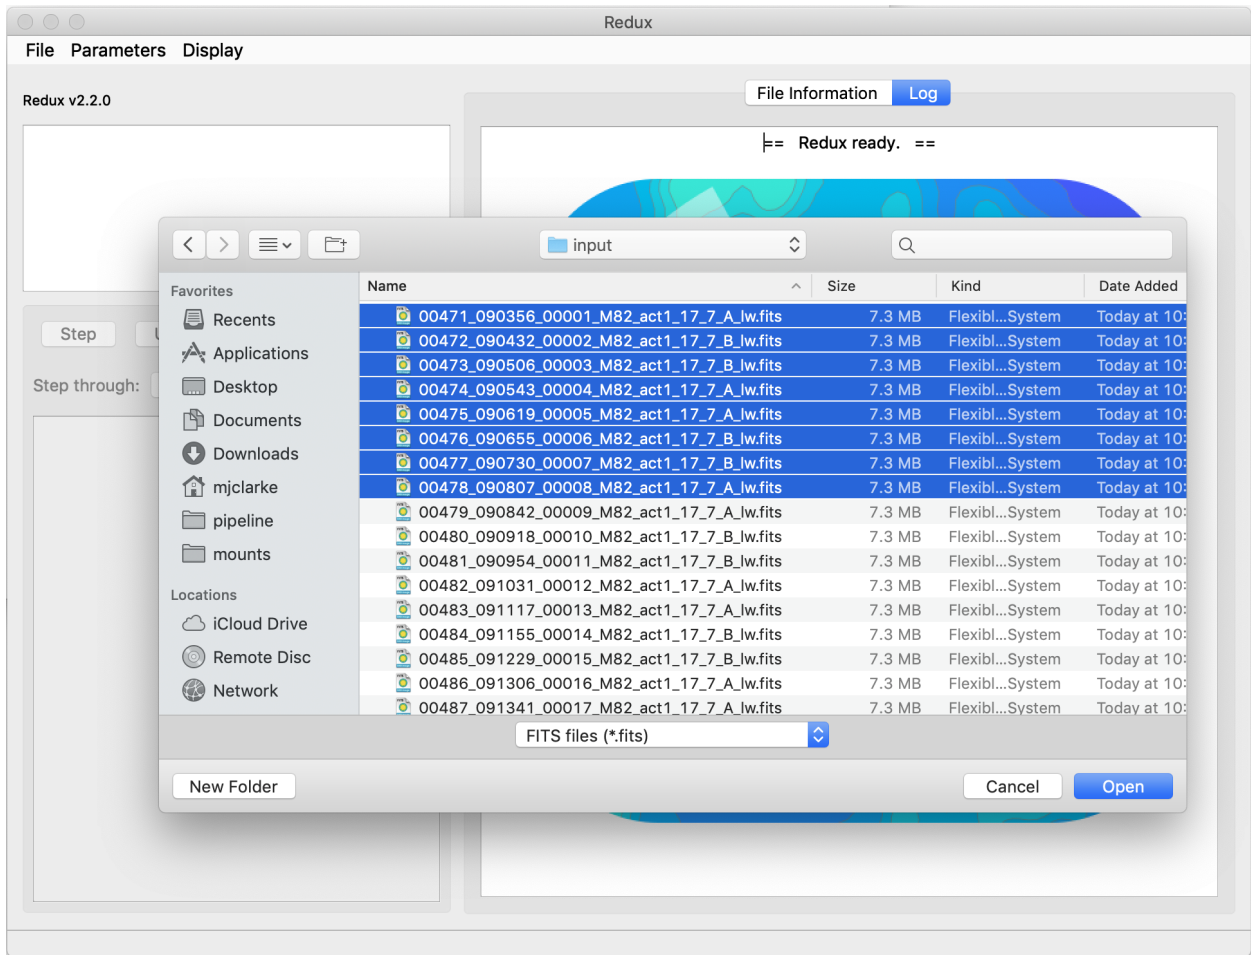 Redux
File Parameters Display
Redux v2.2.0
File Information Log
== Redux ready. ==
input
Favorites
Recents
Applications
Desktop
Documents
Downloads
mjclarke
pipeline
mounts
Locations
iCloud Drive
Remote Disc
Network
Name Size Kind Date Added
00471_090356_00001_M82_act1_17_7_A_lw.fits 7.3 MB Flexibl...System Today at 10:
00472_090432_00002_M82_act1_17_7_B_lw.fits 7.3 MB Flexibl...System Today at 10:
00473_090506_00003_M82_act1_17_7_B_lw.fits 7.3 MB Flexibl...System Today at 10:
00474_090543_00004_M82_act1_17_7_A_lw.fits 7.3 MB Flexibl...System Today at 10:
00475_090619_00005_M82_act1_17_7_A_lw.fits 7.3 MB Flexibl...System Today at 10:
00476_090655_00006_M82_act1_17_7_B_lw.fits 7.3 MB Flexibl...System Today at 10:
00477_090730_00007_M82_act1_17_7_B_lw.fits 7.3 MB Flexibl...System Today at 10:
00478_090807_00008_M82_act1_17_7_A_lw.fits 7.3 MB Flexibl...System Today at 10:
00479_090842_00009_M82_act1_17_7_A_lw.fits 7.3 MB Flexibl...System Today at 10:
00480_090918_00010_M82_act1_17_7_B_lw.fits 7.3 MB Flexibl...System Today at 10:
00481_090954_00011_M82_act1_17_7_B_lw.fits 7.3 MB Flexibl...System Today at 10:
00482_091031_00012_M82_act1_17_7_A_lw.fits 7.3 MB Flexibl...System Today at 10:
00483_091117_00013_M82_act1_17_7_A_lw.fits 7.3 MB Flexibl...System Today at 10:
00484_091155_00014_M82_act1_17_7_B_lw.fits 7.3 MB Flexibl...System Today at 10:
00485_091229_00015_M82_act1_17_7_B_lw.fits 7.3 MB Flexibl...System Today at 10:
00486_091306_00016_M82_act1_17_7_A_lw.fits 7.3 MB Flexibl...System Today at 10:
00487_091341_00017_M82_act1_17_7_A_lw.fits 7.3 MB Flexibl...System Today at 10:
FITS files (*.fits)
New Folder Cancel Open
Step
Step through: